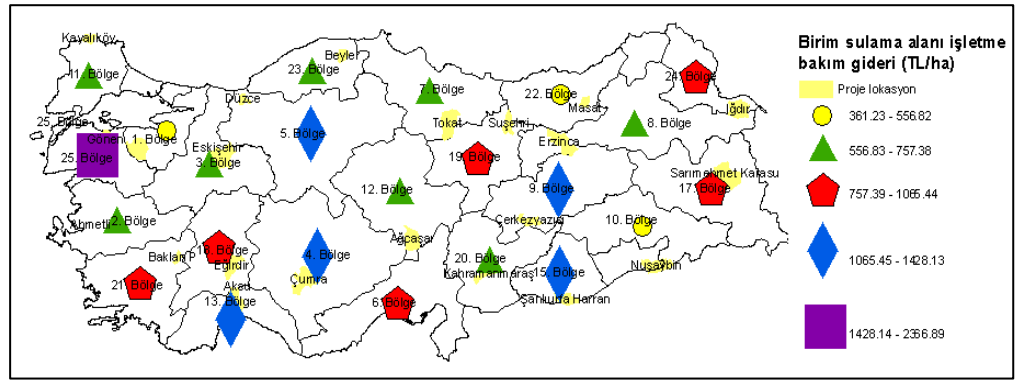 Birim sulama alanı işletme
bakım gideri (TL/ha)
Proje lokasyon
361.23 - 556.82
556.83 - 757.38
757.39 - 1065.44
1065.45 - 1428.13
1428.14 - 2366.89
Kayalıköy
11. Bölge
Beyler
23. Bölge
24. Bölge
7. Bölge
22. Bölge
Düzce
Masat
Iğdır
25. Bölge
Tokat
Suşehri
8. Bölge
5. Bölge
Gönen
1. Bölge
Erzinca
Eskişehir
25. Bölge
3. Bölge
19. Bölge
Sarımehmet Karasu
17. Bölge
12. Bölge
9. Bölge
Ahmetli
2. Bölge
Çerkezyazısı
10. Bölge
Ağcaşar
18. Bölge
Baklan P
4. Bölge
20. Bölge
Eğirdir
Nusaybin
Kahramanmaraş
15. Bölge
21. Bölge
Çumra
Akau
13. Bölge
6. Bölge
Şanlıurfa Harran